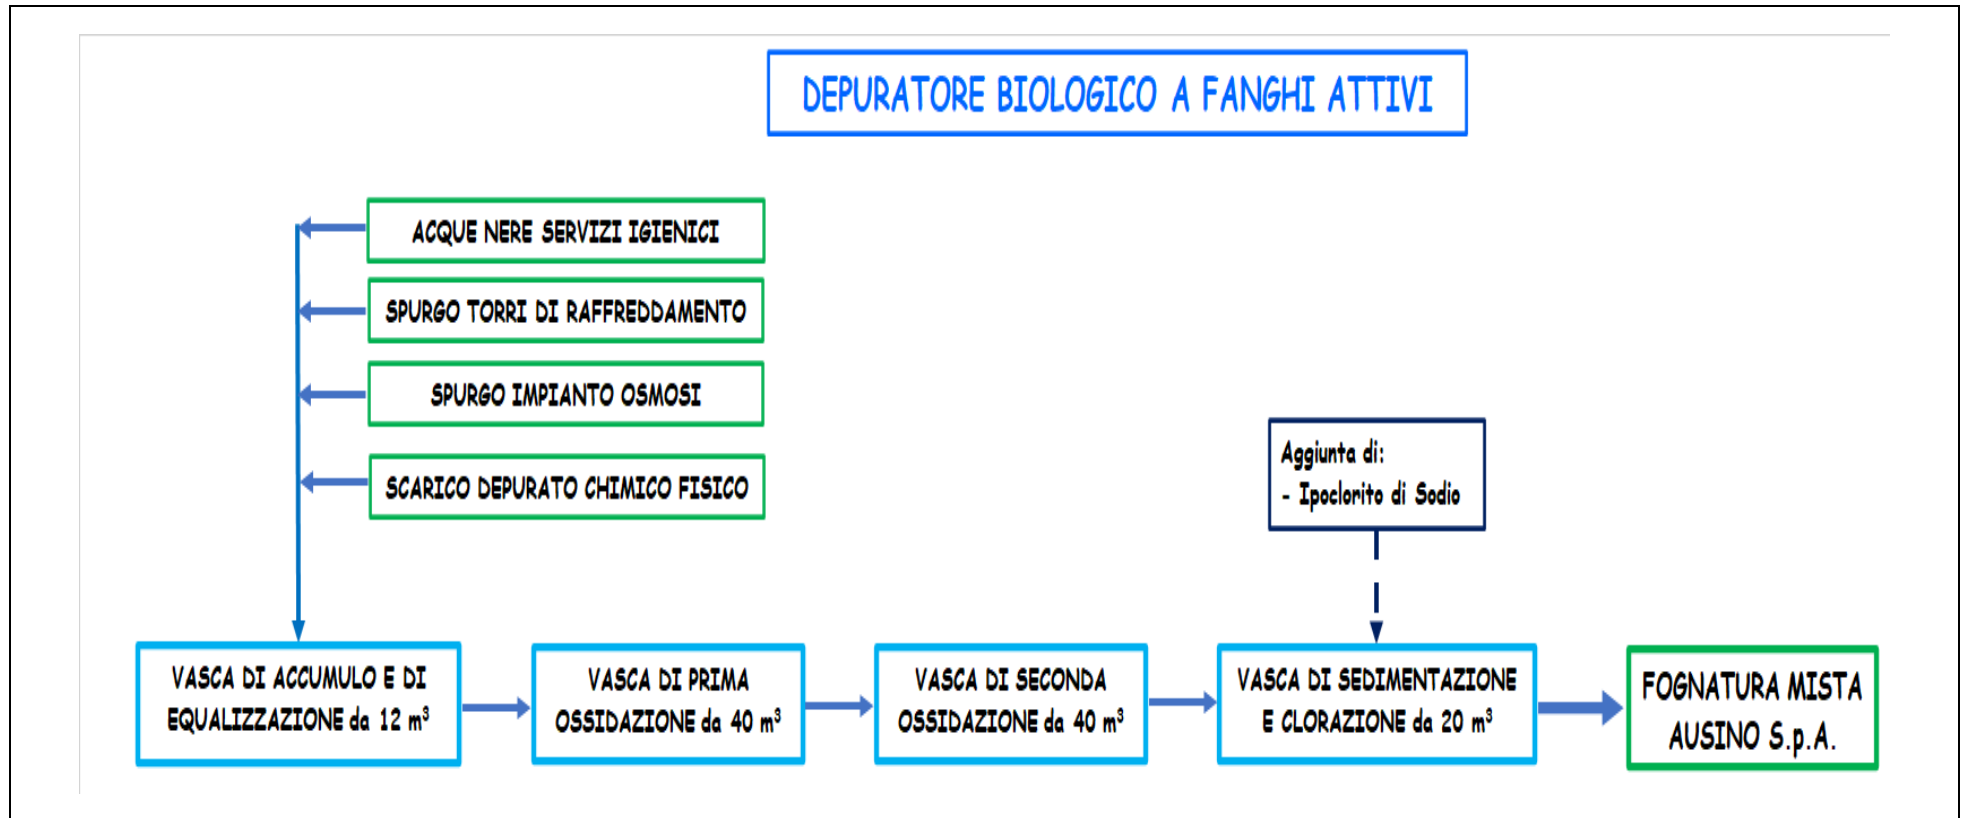 DEPURATORE BIOLOGICO A FANGHI ATTIVI
ACQUE NERE SERVIZI IGIENICI
SPURGO TORRI DI RAFFREDDAMENTO
SPURGO IMPIANTO OSMOSI
SCARICO DEPURATO CHIMICO FISICO
Aggiunta di:
- Ipoclorito di Sodio
VASCA DI ACCUMULO E DI
EQUALIZZAZIONE da 12 m³
VASCA DI PRIMA
OSSIDAZIONE da 40 m³
VASCA DI SECONDA
OSSIDAZIONE da 40 m³
VASCA DI SEDIMENTAZIONE
E CLORAZIONE da 20 m³
FOGNATURA MISTA
AUSINO S.p.A.